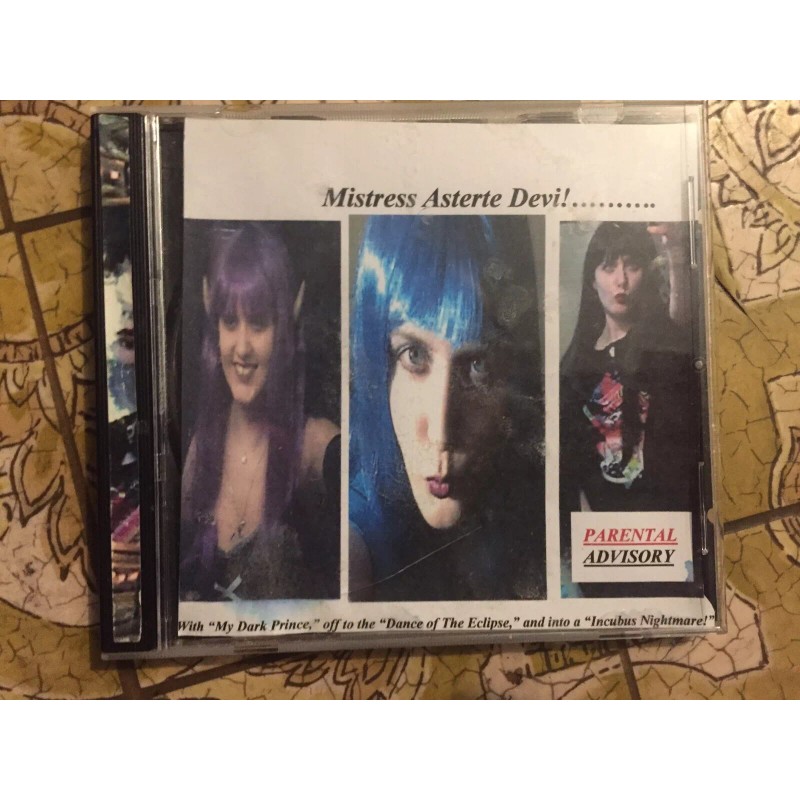 Mistress Asterte Devi!..........
PARENTAL
ADVISORY
With “My Dark Prince,” off to the “Dance of The Eclipse,” and into a “Incubus Nightmare!”